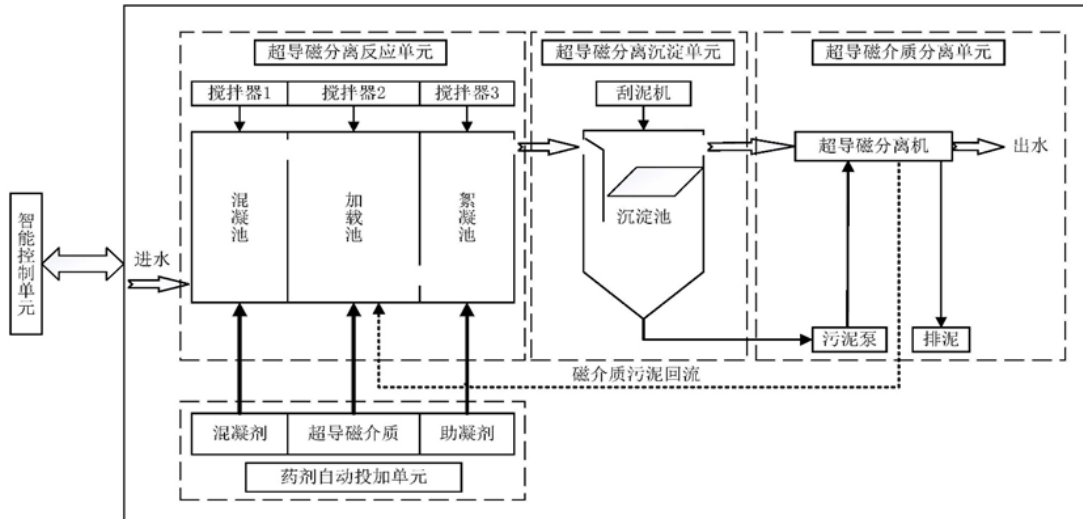 超导磁分离反应单元
超导磁分离沉淀单元
超导磁介质分离单元
搅拌器1
搅拌器2
搅拌器3
刮泥机
混凝池
加载池
絮凝池
沉淀池
超导磁分离机
出水
智能控制单元
进水
污泥泵
排泥
磁介质污泥回流
混凝剂
超导磁介质
助凝剂
药剂自动投加单元